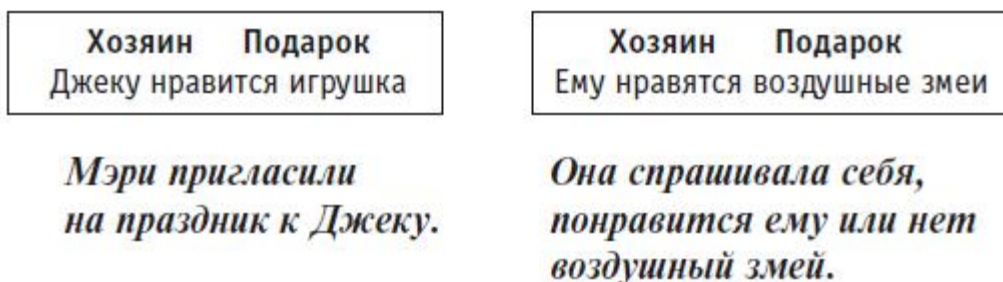 Хозяин Подарок
Джеку нравится игрушка
Мэри пригласили
на праздник к Джеку.
Хозяин Подарок
Ему нравятся воздушные змеи
Она спрашивала себя,
понравится ему или нет
воздушный змей.